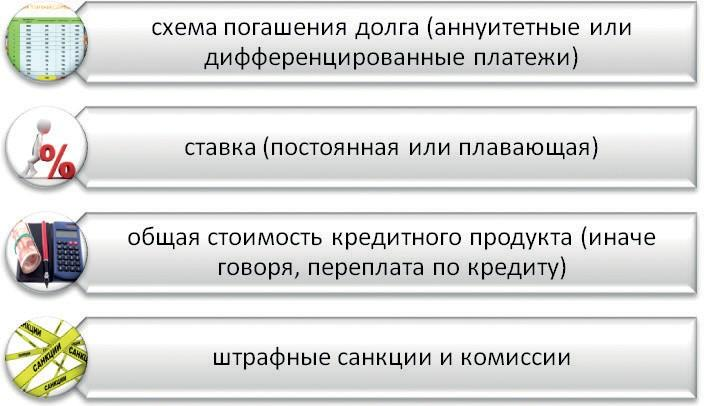 схема погашения долга (аннуитетные или
дифференцированные платежи)
ставка (постоянная или плавающая)
%
общая стоимость кредитного продукта (иначе
говоря, переплата по кредиту)
штрафные санкции и комиссии
САНКЦИИ
САНКЦИИ